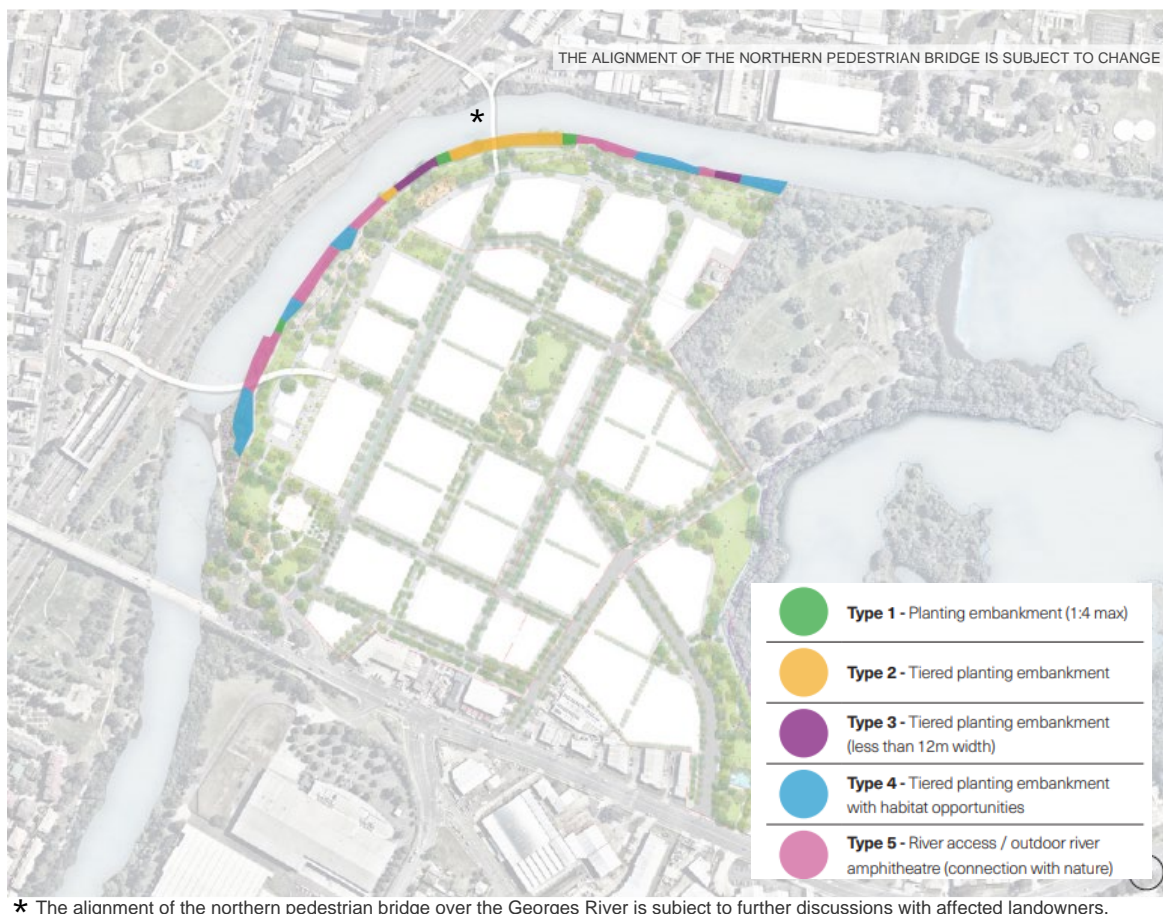 THE ALIGNMENT OF THE NORTHERN PEDESTRIAN BRIDGE IS SUBJECT TO CHANGE
*
Type 1 - Planting embankment (1:4 max)
Type 2 - Tiered planting embankment
Type 3 - Tiered planting embankment
(less than 12m width)
Type 4 - Tiered planting embankment
with habitat opportunities
Type 5 - River access / outdoor river
amphitheatre (connection with nature)
* The alignment of the northern pedestrian bridge over the Georges River is subject to further discussions with affected landowners.